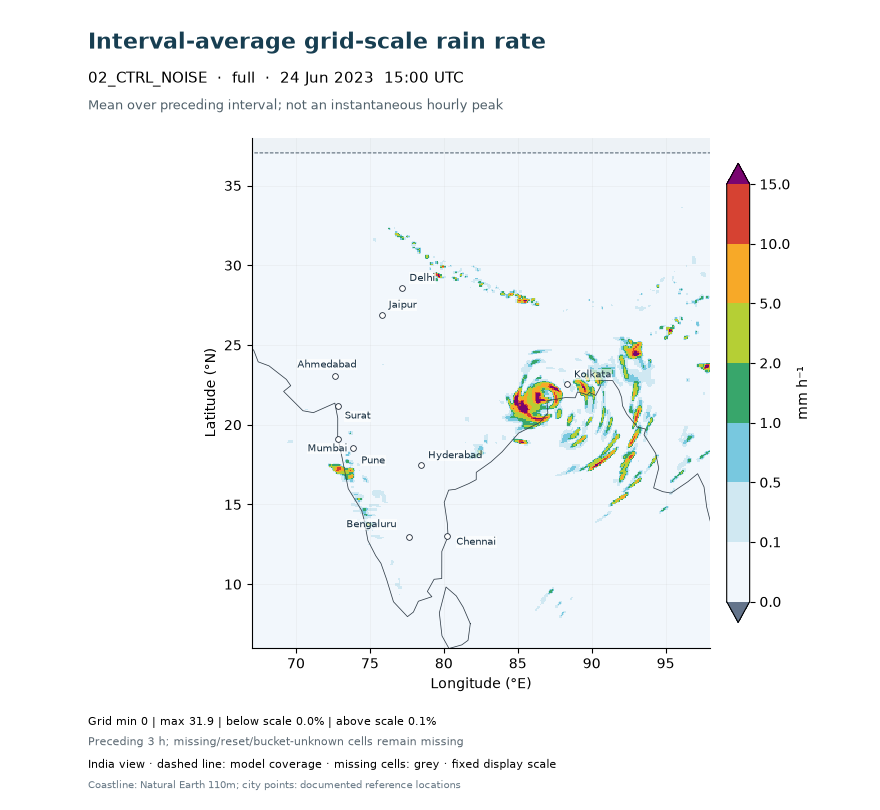 Interval-average grid-scale rain rate
02_CTRL_NOISE · full · 24 Jun 2023 15:00 UTC
Mean over preceding interval; not an instantaneous hourly peak
35
30
25
20
15
10
Latitude (°N)
70 75 80 85 90 95
Longitude (°E)
Delhi
Jaipur
Ahmedabad
Kolkata
Surat
Mumbai
Pune
Hyderabad
Bengaluru
Chennai
15.0
10.0
5.0
2.0
1.0
0.5
0.1
0.0
mm h⁻¹
Grid min 0 | max 31.9 | below scale 0.0% | above scale 0.1%
Preceding 3 h; missing/reset/bucket-unknown cells remain missing
India view · dashed line: model coverage · missing cells: grey · fixed display scale
Coastline: Natural Earth 110m; city points: documented reference locations